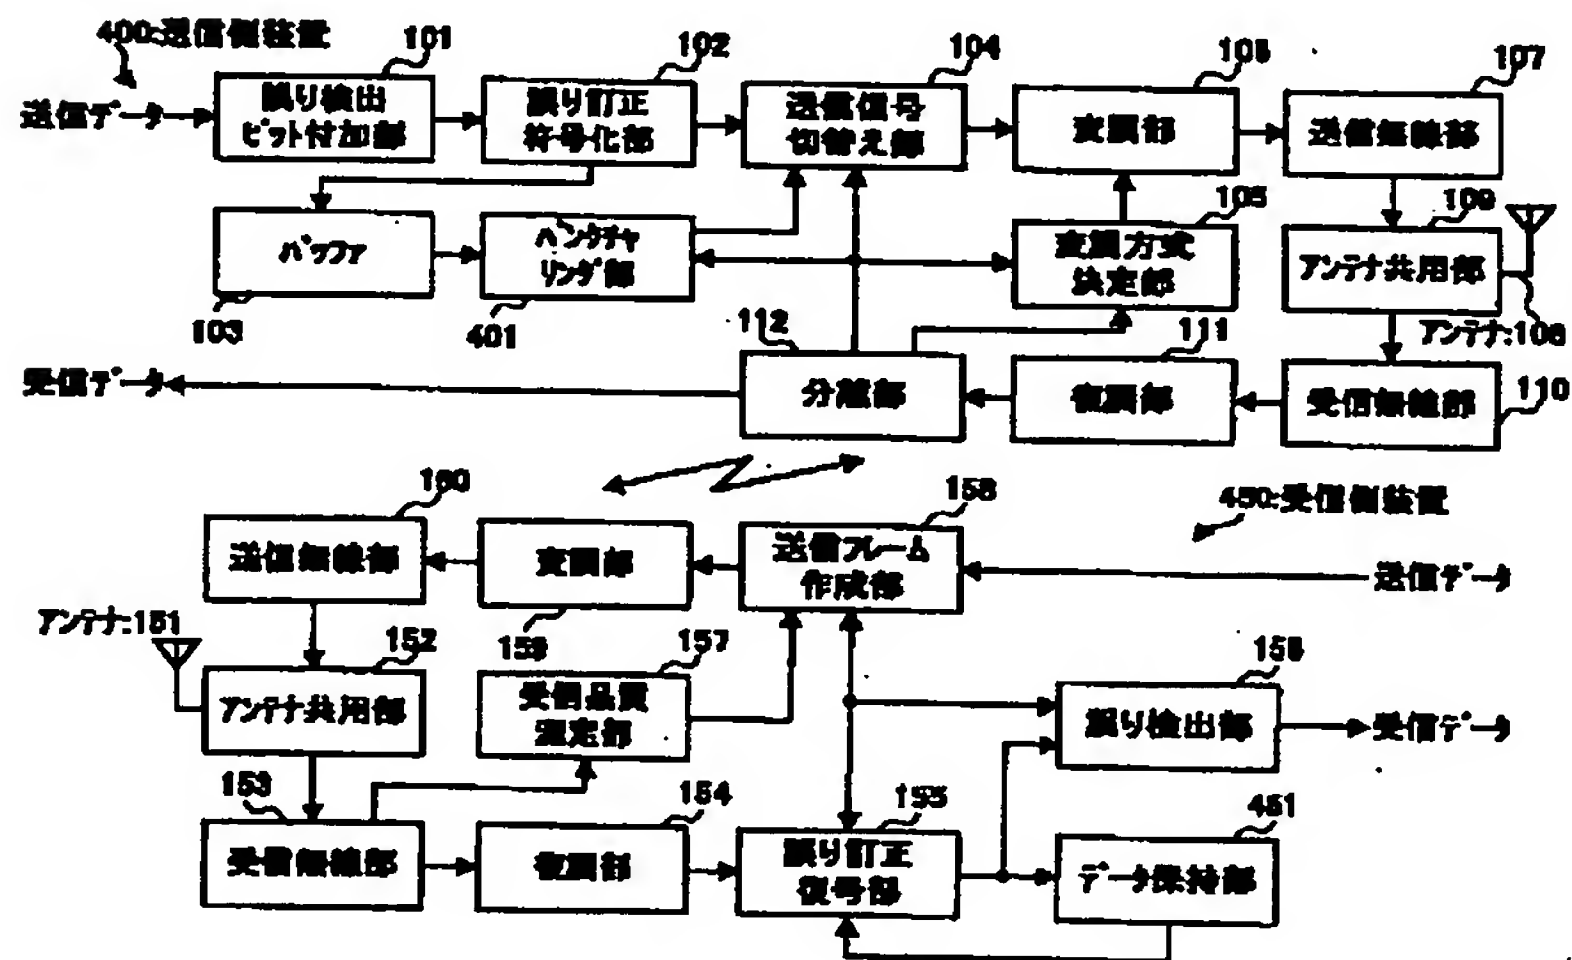 400:送信側装置
101
102
104
106
107
送信データ
誤り検出
ビット付加部
誤り訂正
符号化部
送信信号
切替え部
変調部
送信無線部
105
109
バッファ
パンクチャ
リング部
変調方式
決定部
アンテナ共用部
103
401
112
111
アンテナ:108
受信データ
分離部
復調部
受信無線部
110
160
158
450:受信側装置
送信無線部
変調部
送信フレーム
作成部
送信データ
アンテナ:151
152
159
157
156
アンテナ共用部
受信品質
測定部
誤り検出部
受信データ
153
154
155
451
受信無線部
復調部
誤り訂正
復号部
データ保持部